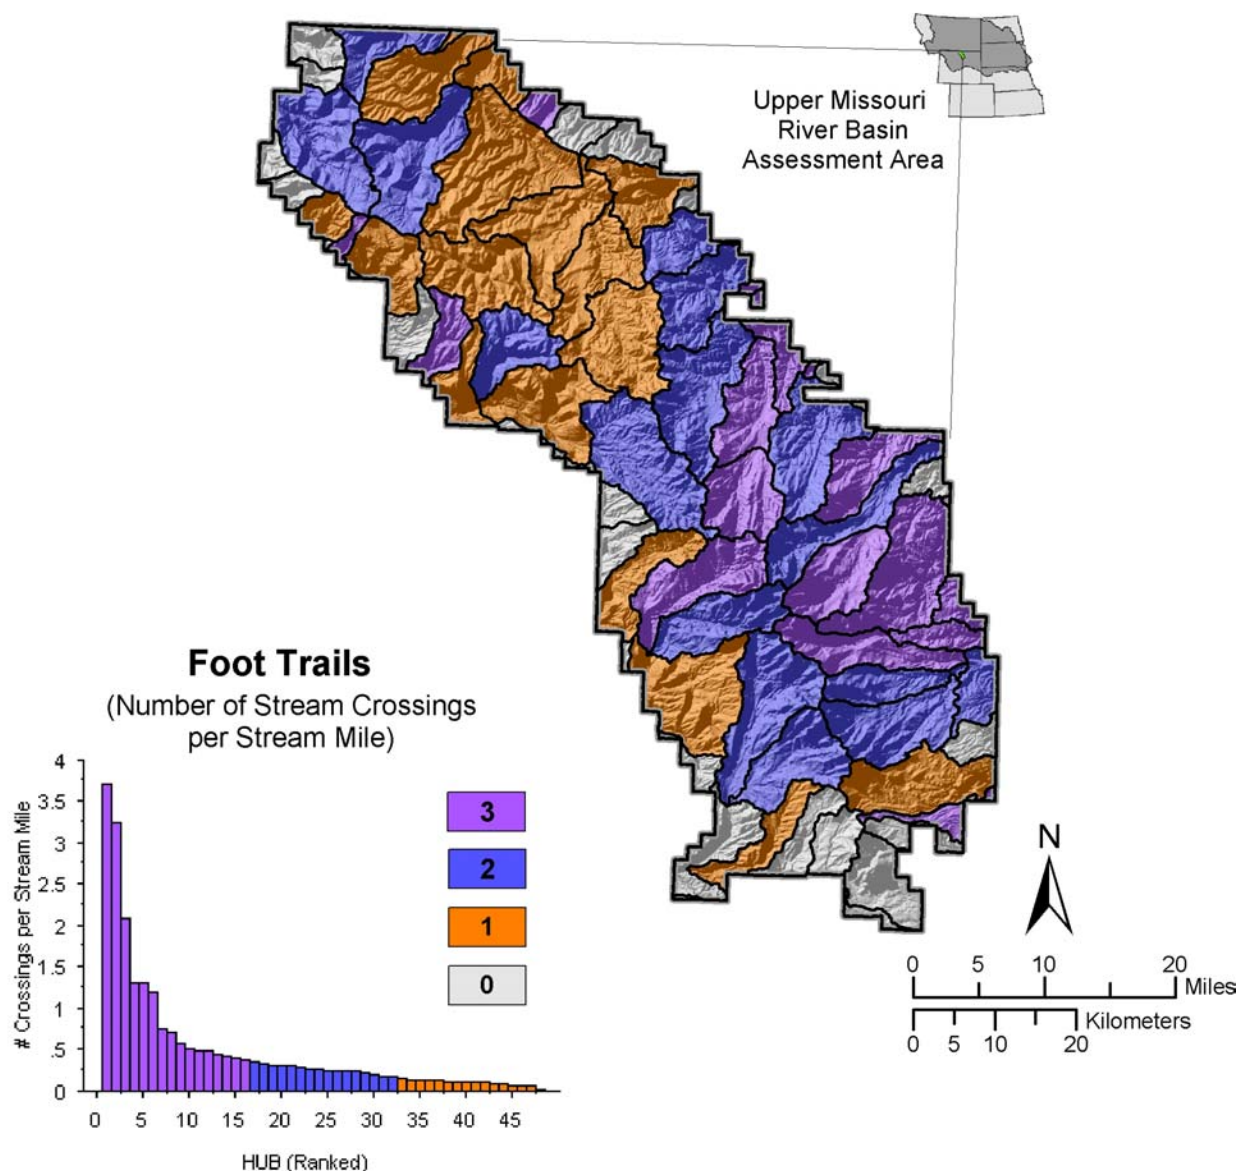 Upper Missouri
River Basin
Assessment Area
Foot Trails
(Number of Stream Crossings
per Stream Mile)
# Crossings per Stream Mile
4
3.5
3
2.5
2
1.5
1
.5
0
0 5 10 15 20 25 30 35 40 45
HUB (Ranked)
3
2
1
0
N
0 5 10 20
Miles
Kilometers
0 5 10 20